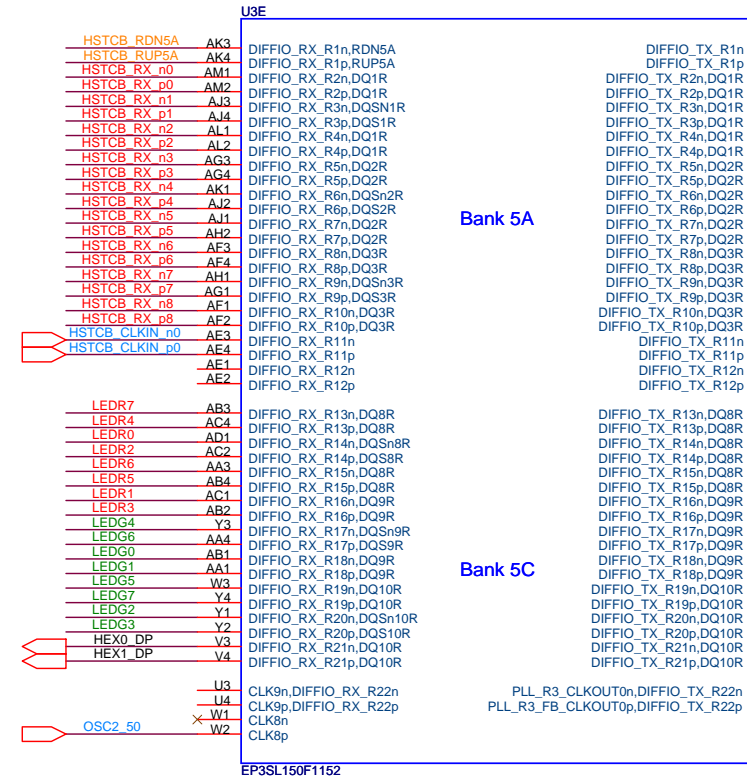 U3E
HSTCB_RDN5A AK3 DIFFIO_RX_R1n,RDN5A DIFFIO_TX_R1n
HSTCB_RUP5A AK4 DIFFIO_RX_R1p,RUP5A DIFFIO_TX_R1p
HSTCB_RX_n0 AM1 DIFFIO_RX_R2n,DQ1R DIFFIO_TX_R2n,DQ1R
HSTCB_RX_p0 AM2 DIFFIO_RX_R2p,DQ1R DIFFIO_TX_R2p,DQ1R
HSTCB_RX_n1 AJ3 DIFFIO_RX_R3n,DQSN1R DIFFIO_TX_R3n,DQ1R
HSTCB_RX_p1 AJ4 DIFFIO_RX_R3p,DQS1R DIFFIO_TX_R3p,DQ1R
HSTCB_RX_n2 AL1 DIFFIO_RX_R4n,DQ1R DIFFIO_TX_R4n,DQ1R
HSTCB_RX_p2 AL2 DIFFIO_RX_R4p,DQ1R DIFFIO_TX_R4p,DQ1R
HSTCB_RX_n3 AG3 DIFFIO_RX_R5n,DQ2R DIFFIO_TX_R5n,DQ2R
HSTCB_RX_p3 AG4 DIFFIO_RX_R5p,DQ2R DIFFIO_TX_R5p,DQ2R
HSTCB_RX_n4 AK1 DIFFIO_RX_R6n,DQSn2R DIFFIO_TX_R6n,DQ2R
HSTCB_RX_p4 AJ2 DIFFIO_RX_R6p,DQS2R DIFFIO_TX_R6p,DQ2R
Bank 5A
HSTCB_RX_n5 AJ1 DIFFIO_RX_R7n,DQ2R DIFFIO_TX_R7n,DQ2R
HSTCB_RX_p5 AH2 DIFFIO_RX_R7p,DQ2R DIFFIO_TX_R7p,DQ2R
HSTCB_RX_n6 AF3 DIFFIO_RX_R8n,DQ3R DIFFIO_TX_R8n,DQ3R
HSTCB_RX_p6 AF4 DIFFIO_RX_R8p,DQ3R DIFFIO_TX_R8p,DQ3R
HSTCB_RX_n7 AH1 DIFFIO_RX_R9n,DQSn3R DIFFIO_TX_R9n,DQ3R
HSTCB_RX_p7 AG1 DIFFIO_RX_R9p,DQS3R DIFFIO_TX_R9p,DQ3R
HSTCB_RX_n8 AF1 DIFFIO_RX_R10n,DQ3R DIFFIO_TX_R10n,DQ3R
HSTCB_RX_p8 AF2 DIFFIO_RX_R10p,DQ3R DIFFIO_TX_R10p,DQ3R
HSTCB_CLKIN_n0 AE3 DIFFIO_RX_R11n DIFFIO_TX_R11n
HSTCB_CLKIN_p0 AE4 DIFFIO_RX_R11p DIFFIO_TX_R11p
AE1 DIFFIO_RX_R12n DIFFIO_TX_R12n
AE2 DIFFIO_RX_R12p DIFFIO_TX_R12p
LEDR7 AB3 DIFFIO_RX_R13n,DQ8R DIFFIO_TX_R13n,DQ8R
LEDR4 AC4 DIFFIO_RX_R13p,DQ8R DIFFIO_TX_R13p,DQ8R
LEDR0 AD1 DIFFIO_RX_R14n,DQSn8R DIFFIO_TX_R14n,DQ8R
LEDR2 AC2 DIFFIO_RX_R14p,DQS8R DIFFIO_TX_R14p,DQ8R
LEDR6 AA3 DIFFIO_RX_R15n,DQ8R DIFFIO_TX_R15n,DQ8R
LEDR5 AB4 DIFFIO_RX_R15p,DQ8R DIFFIO_TX_R15p,DQ8R
LEDR1 AC1 DIFFIO_RX_R16n,DQ9R DIFFIO_TX_R16n,DQ9R
LEDR3 AB2 DIFFIO_RX_R16p,DQ9R DIFFIO_TX_R16p,DQ9R
LEDG4 Y3 DIFFIO_RX_R17n,DQSn9R DIFFIO_TX_R17n,DQ9R
LEDG6 AA4 DIFFIO_RX_R17p,DQS9R DIFFIO_TX_R17p,DQ9R
LEDG0 AB1 DIFFIO_RX_R18n,DQ9R DIFFIO_TX_R18n,DQ9R
Bank 5C
LEDG1 AA1 DIFFIO_RX_R18p,DQ9R DIFFIO_TX_R18p,DQ9R
LEDG5 W3 DIFFIO_RX_R19n,DQ10R DIFFIO_TX_R19n,DQ10R
LEDG7 Y4 DIFFIO_RX_R19p,DQ10R DIFFIO_TX_R19p,DQ10R
LEDG2 Y1 DIFFIO_RX_R20n,DQSn10R DIFFIO_TX_R20n,DQ10R
LEDG3 Y2 DIFFIO_RX_R20p,DQS10R DIFFIO_TX_R20p,DQ10R
HEX0_DP V3 DIFFIO_RX_R21n,DQ10R DIFFIO_TX_R21n,DQ10R
HEX1_DP V4 DIFFIO_RX_R21p,DQ10R DIFFIO_TX_R21p,DQ10R
U3 CLK9n,DIFFIO_RX_R22n PLL_R3_CLKOUT0n,DIFFIO_TX_R22n
U4 CLK9p,DIFFIO_RX_R22p PLL_R3_FB_CLKOUT0p,DIFFIO_TX_R22p
W1 CLK8n
OSC2_50 W2 CLK8p
EP3SL150F1152